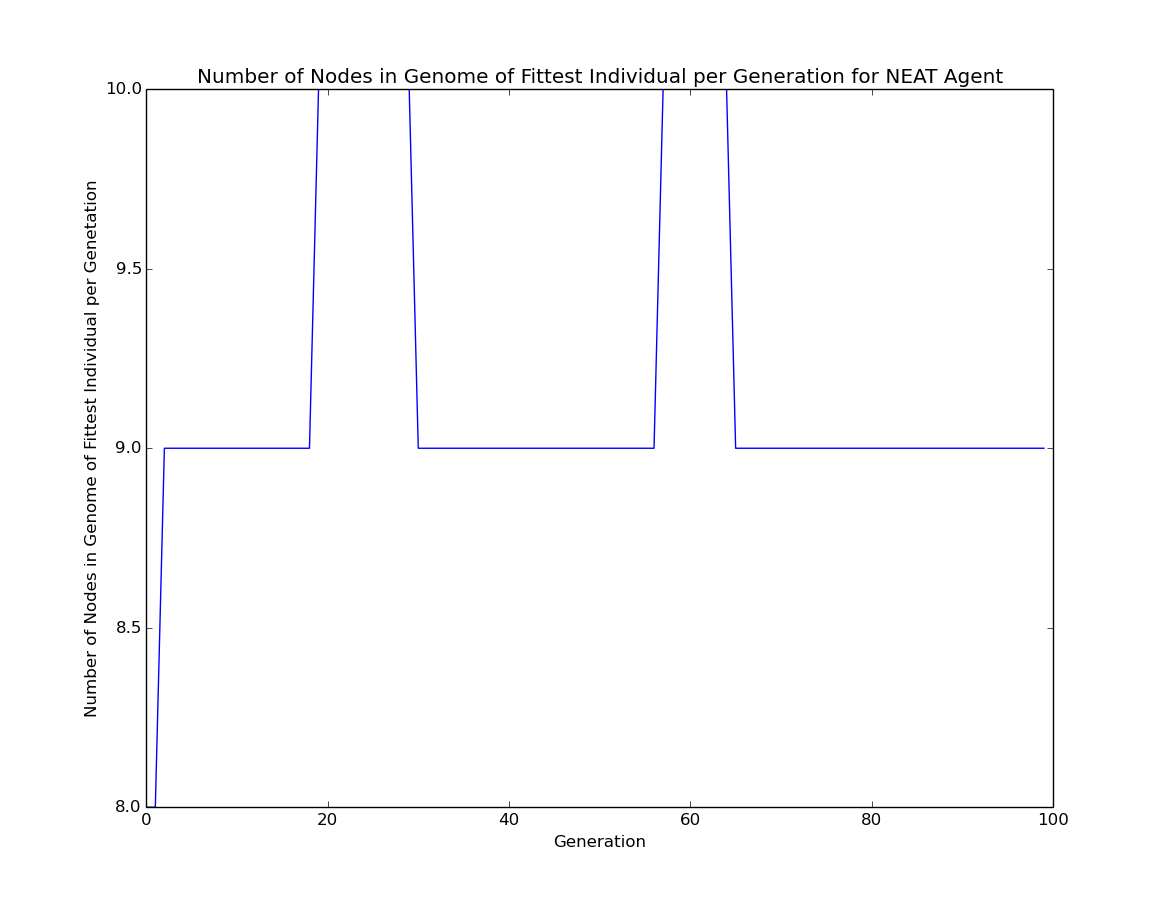 Number of Nodes in Genome of Fittest Individual per Generation for NEAT Agent
Number of Nodes in Genome of Fittest Individual per Genetation
10.0
9.5
9.0
8.5
8.0
0 20 40 60 80 100
Generation